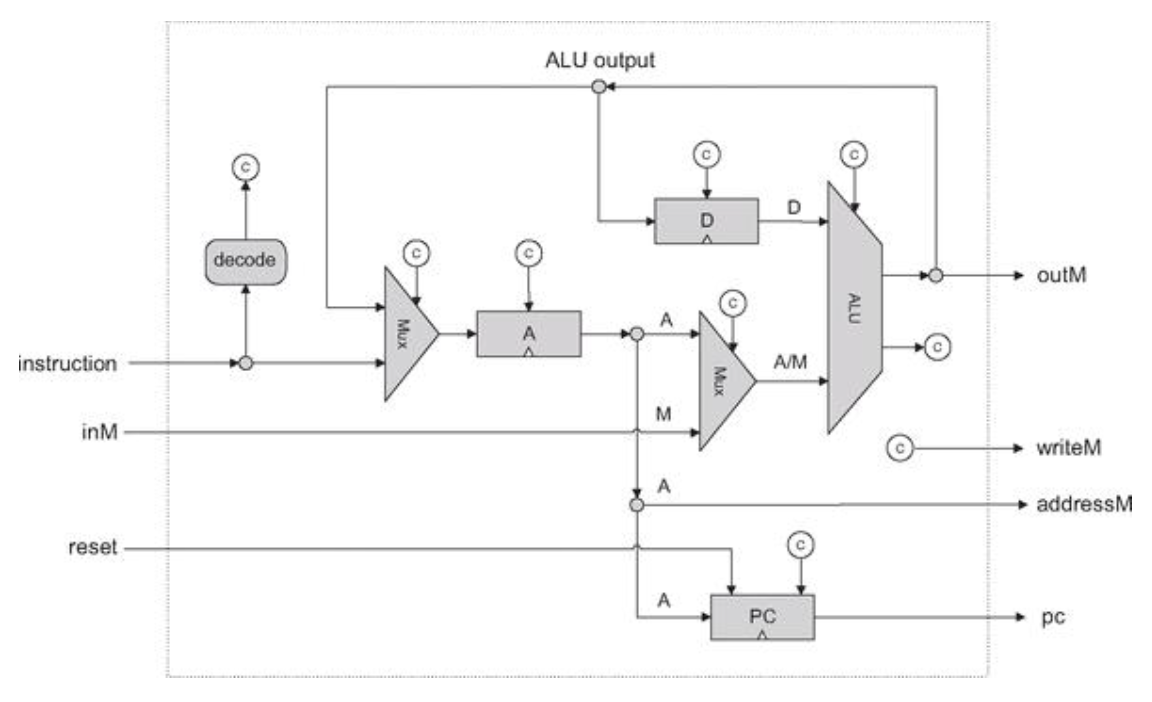 ALU output
c
c
c
D
D
decode
c
c
c
outM
ALU
Mux
A
A
Mux
A/M
c
instruction
M
inM
c
writeM
A
addressM
reset
c
A
PC
pc